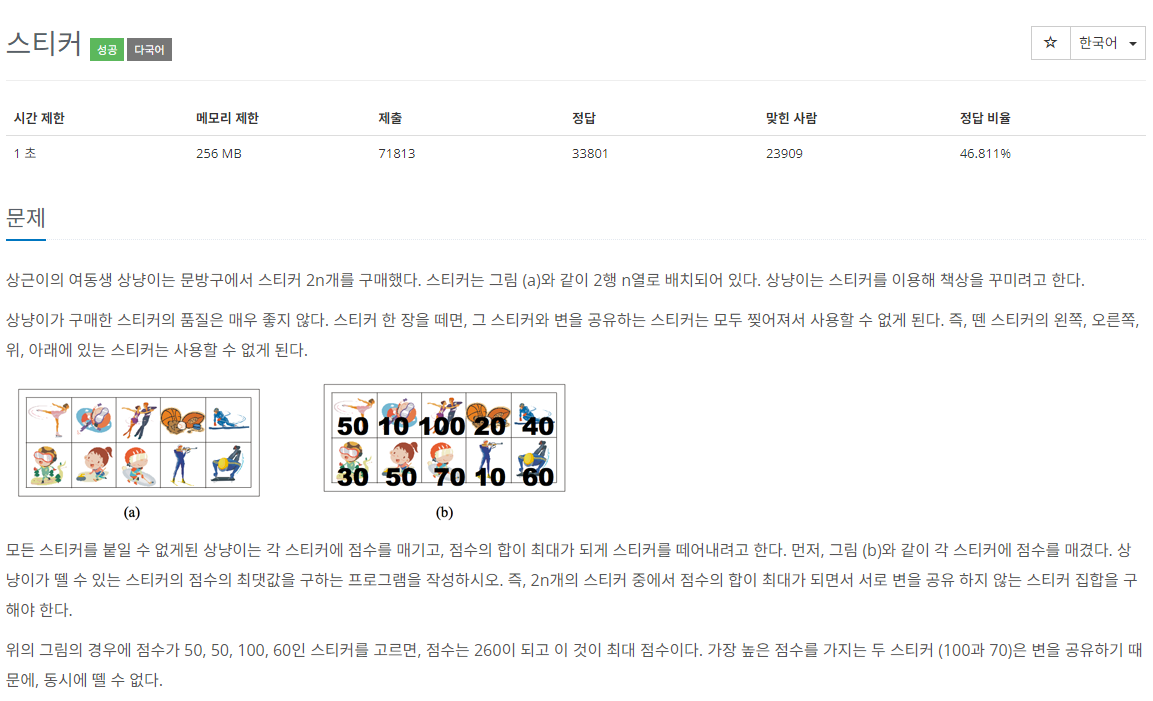 스티커 성공 다국어 ☆ 한국어
시간 제한 메모리 제한 제출 정답 맞힌 사람 정답 비율
1 초 256 MB 71813 33801 23909 46.811%
문제
상근이의 여동생 상냥이는 문방구에서 스티커 2n개를 구매했다. 스티커는 그림 (a)와 같이 2행 n열로 배치되어 있다. 상냥이는 스티커를 이용해 책상을 꾸미려고 한다.
상냥이가 구매한 스티커의 품질은 매우 좋지 않다. 스티커 한 장을 떼면, 그 스티커와 변을 공유하는 스티커는 모두 찢어져서 사용할 수 없게 된다. 즉, 뗀 스티커의 왼쪽, 오른쪽,
위, 아래에 있는 스티커는 사용할 수 없게 된다.
50 10 100 20 40
30 50 70 10 60
(a) (b)
모든 스티커를 붙일 수 없게된 상냥이는 각 스티커에 점수를 매기고, 점수의 합이 최대가 되게 스티커를 떼어내려고 한다. 먼저, 그림 (b)와 같이 각 스티커에 점수를 매겼다. 상
냥이가 뗄 수 있는 스티커의 점수의 최댓값을 구하는 프로그램을 작성하시오. 즉, 2n개의 스티커 중에서 점수의 합이 최대가 되면서 서로 변을 공유 하지 않는 스티커 집합을 구
해야 한다.
위의 그림의 경우에 점수가 50, 50, 100, 60인 스티커를 고르면, 점수는 260이 되고 이 것이 최대 점수이다. 가장 높은 점수를 가지는 두 스티커 (100과 70)은 변을 공유하기 때
문에, 동시에 뗄 수 없다.